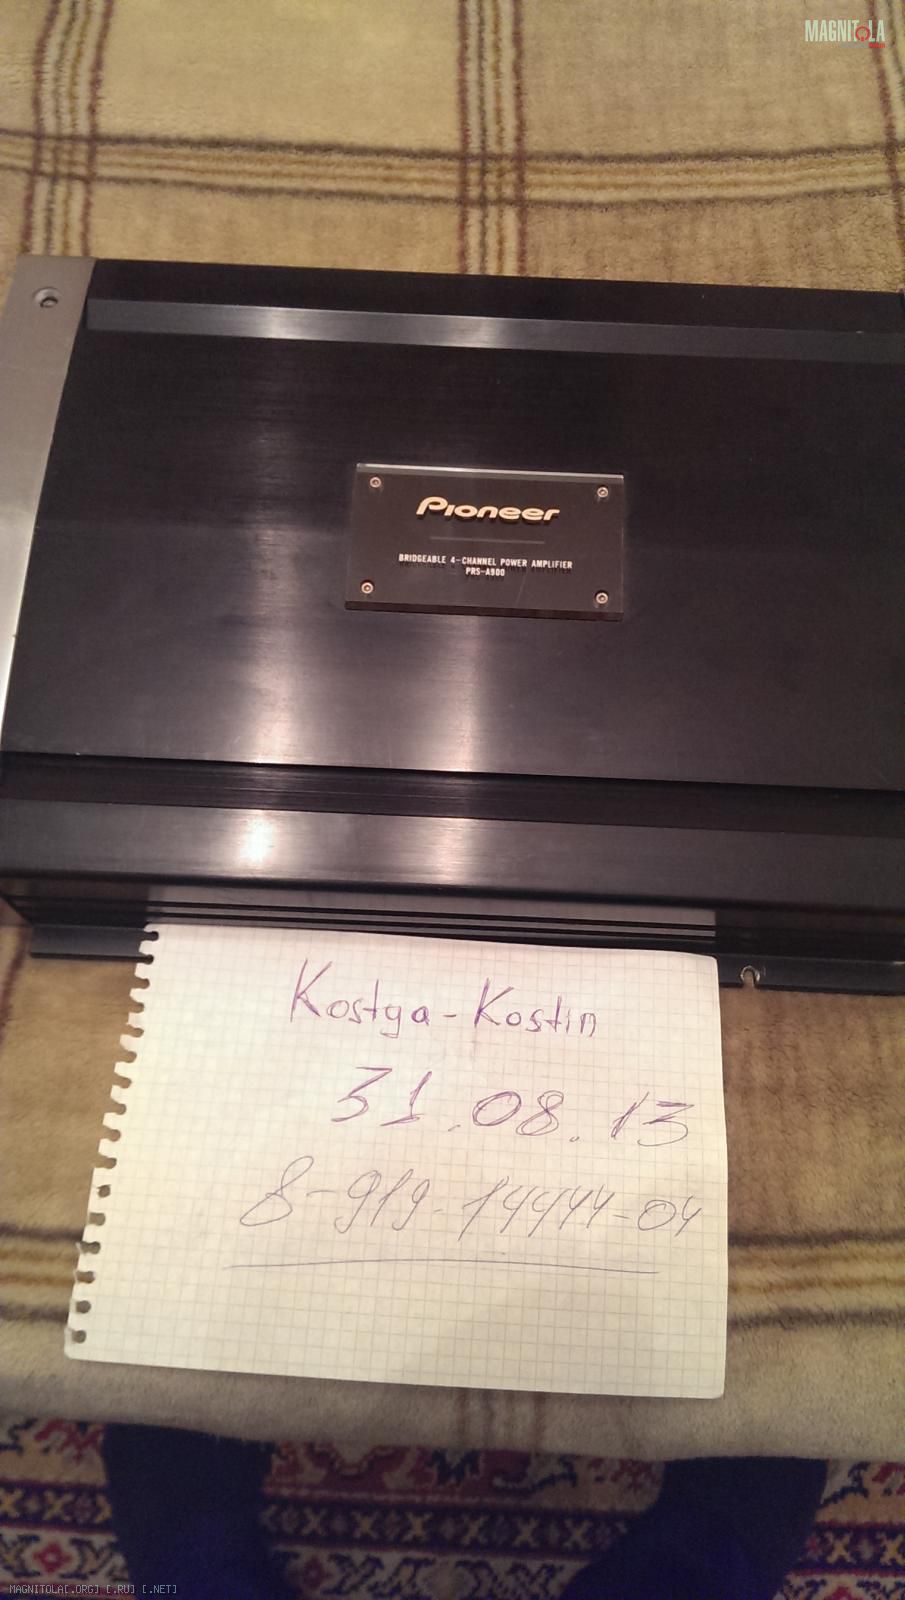 MAGNITOLA
Pioneer
BRIDGEABLE 4-CHANNEL POWER AMPLIFIER
PRS-A900
Kostya-Kostin
31.08.13
8-919-14444-04
MAGNITOLA[.ORG] [.RU] [.NET]